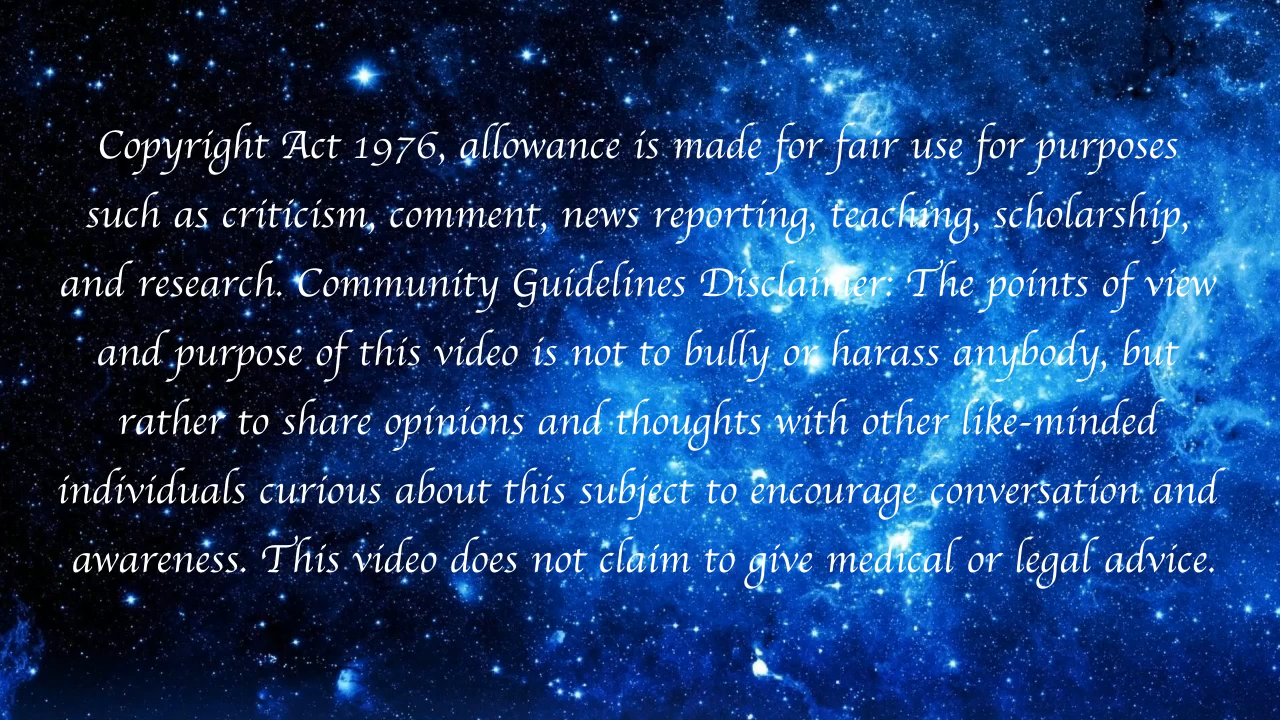 Copyright Act 1976, allowance is made for fair use for purposes
such as criticism, comment, news reporting, teaching, scholarship,
and research. Community Guidelines Disclaimer: The points of view
and purpose of this video is not to bully or harass anybody, but
rather to share opinions and thoughts with other like-minded
individuals curious about this subject to encourage conversation and
awareness. This video does not claim to give medical or legal advice.